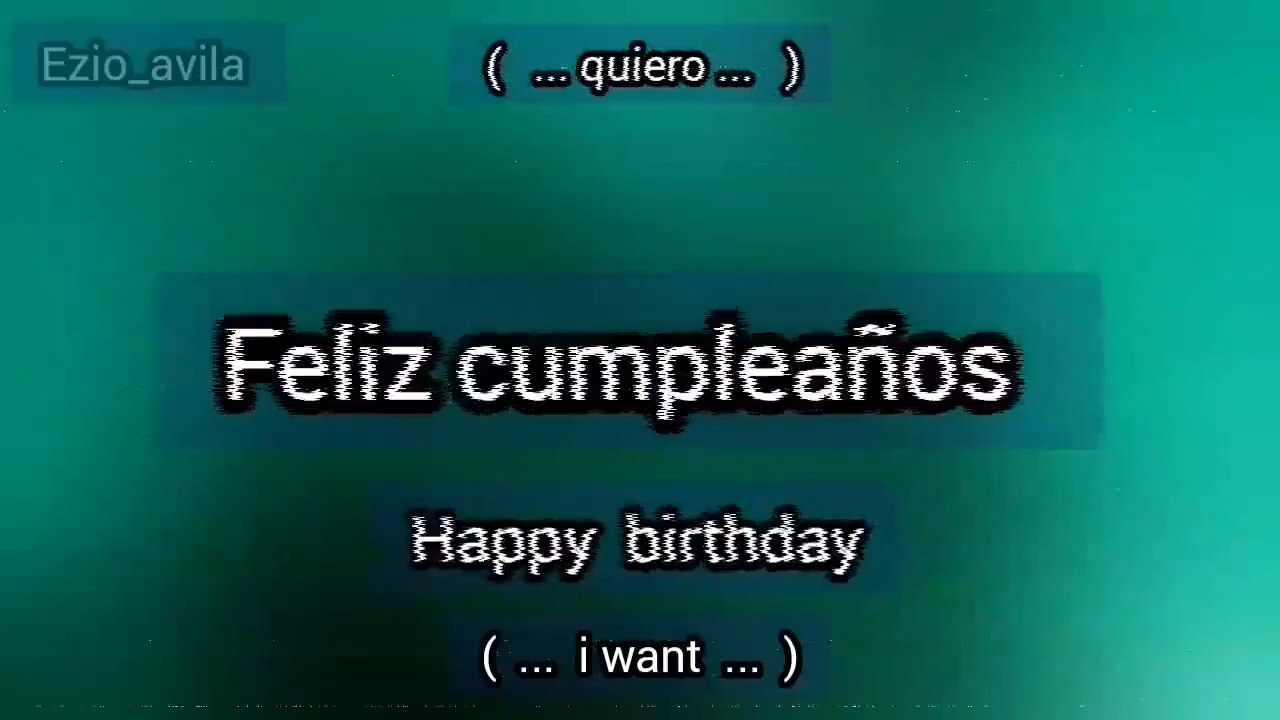 Ezio_avila
( ... quiero ... )
Feliz cumpleaños
Happy birthday
( ... i want ... )